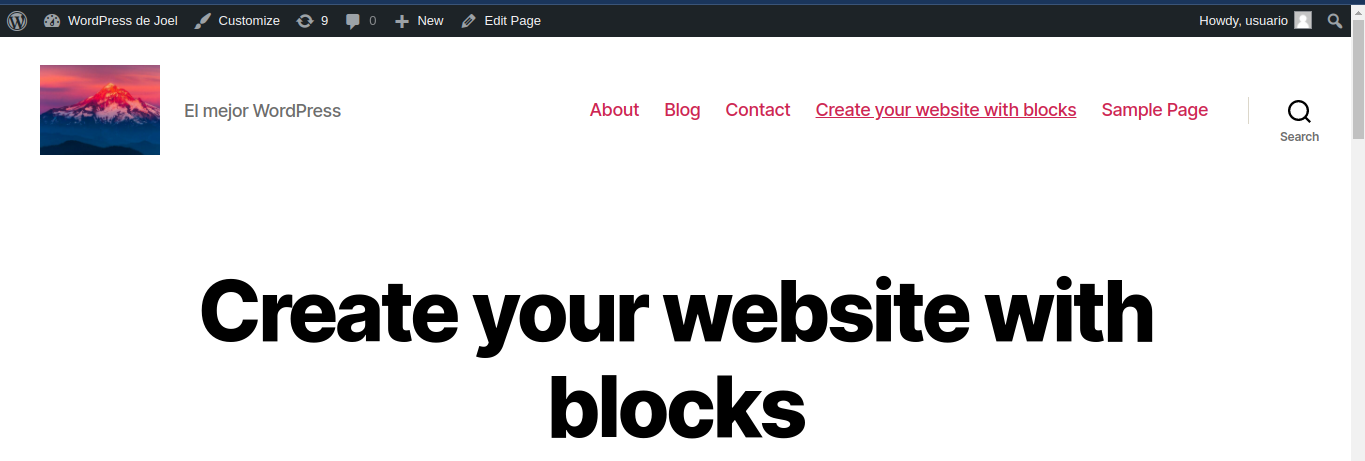 WordPress de Joel Customize 9 0 New Edit Page Howdy, usuario
El mejor WordPress About Blog Contact Create your website with blocks Sample Page
Search
Create your website with
blocks